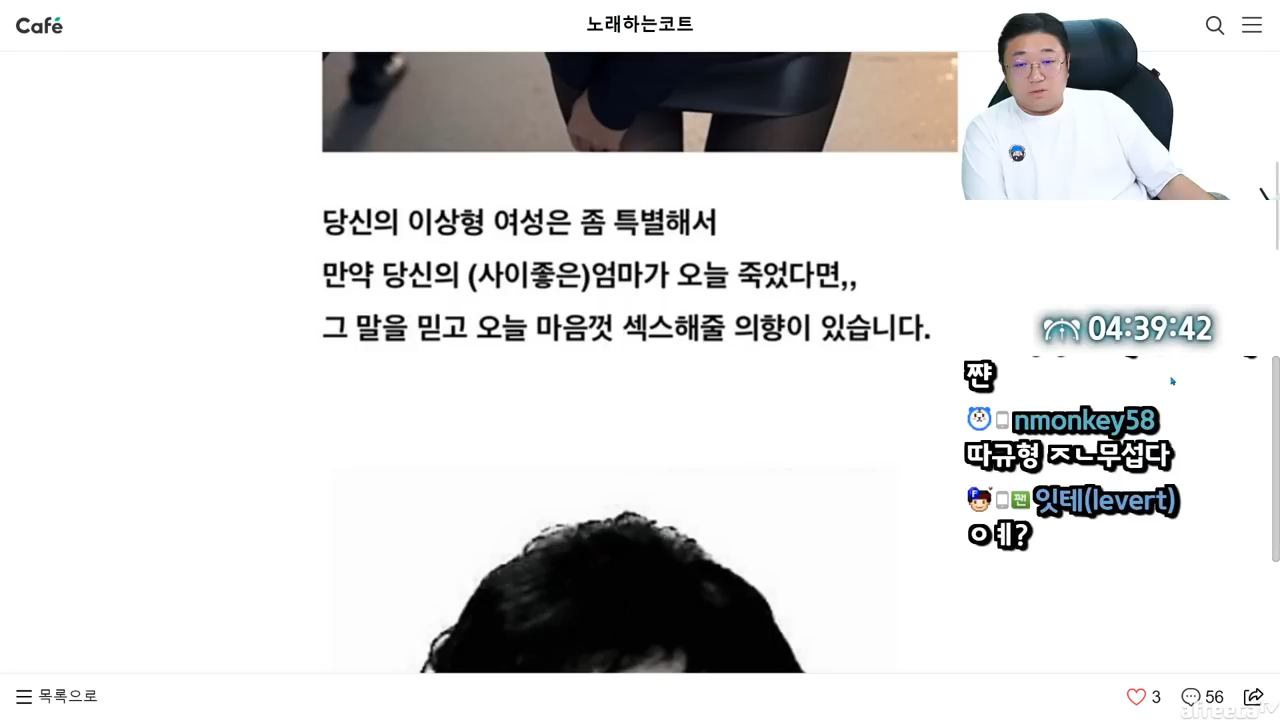 Café
노래하는코트
당신의 이상형 여성은 좀 특별해서
만약 당신의 (사이좋은)엄마가 오늘 죽었다면,,
그 말을 믿고 오늘 마음껏 섹스해줄 의향이 있습니다.
04:39:42
쨘
nmonkey58
따규형 ㅈㄴ무섭다
잇테(levert)
ㅇ톄?
목록으로
3
56
afreecaTV